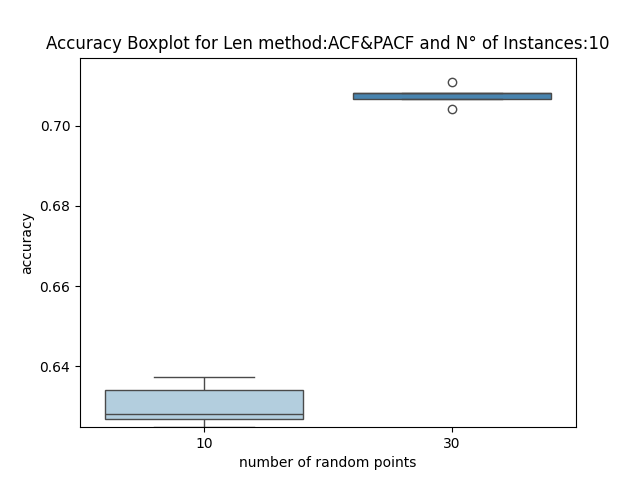 Accuracy Boxplot for Len method:ACF&PACF and N° of Instances:10
0.70
0.68
0.66
0.64
accuracy
10
30
number of random points